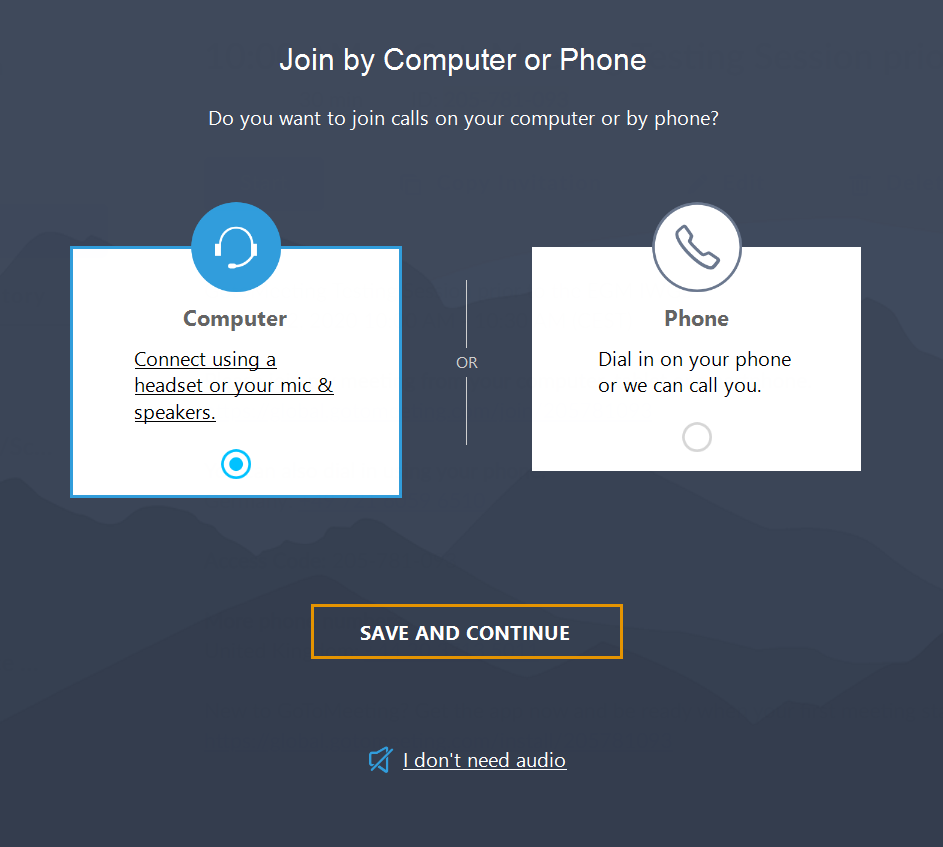 Join by Computer or Phone
Do you want to join calls on your computer or by phone?
Computer
Connect using a
headset or your mic &
speakers.
OR
Phone
Dial in on your phone
or we can call you.
SAVE AND CONTINUE
I don't need audio